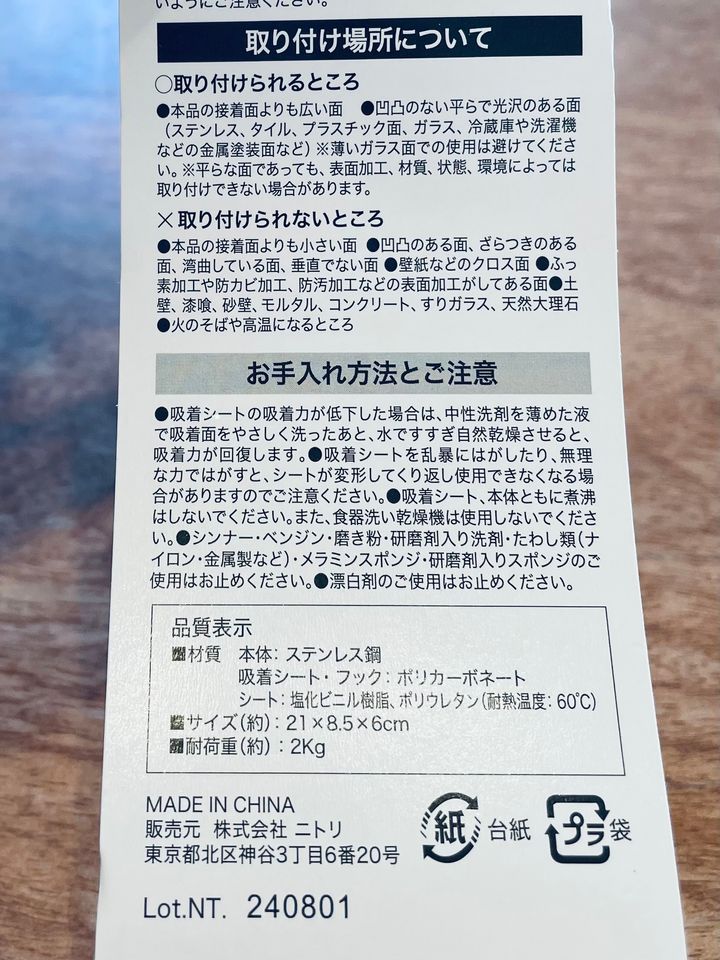 いようにご注意ください。
取り付け場所について
○取り付けられるところ
●本品の接着面よりも広い面 ●凹凸のない平らで光沢のある面
(ステンレス、タイル、プラスチック面、ガラス、冷蔵庫や洗濯機
などの金属塗装面など)※薄いガラス面での使用は避けてくださ
い。※平らな面であっても、表面加工、材質、状態、環境によっては
取り付けできない場合があります。
×取り付けられないところ
●本品の接着面よりも小さい面 ●凹凸のある面、ざらつきのある
面、湾曲している面、垂直でない面 ●壁紙などのクロス面 ●ふっ
素加工や防カビ加工、防汚加工などの表面加工がしてある面●土
壁、漆喰、砂壁、モルタル、コンクリート、すりガラス、天然大理石
●火のそばや高温になるところ
お手入れ方法とご注意
●吸着シートの吸着力が低下した場合は、中性洗剤を薄めた液
で吸着面をやさしく洗ったあと、水ですすぎ自然乾燥させると、
吸着力が回復します。●吸着シートを乱暴にはがしたり、無理
な力ではがすと、シートが変形してくり返し使用できなくなる場
合がありますのでご注意ください。●吸着シート、本体ともに煮沸
はしないでください。また、食器洗い乾燥機は使用しないでくださ
い。●シンナー・ベンジン・磨き粉・研磨剤入り洗剤・たわし類(ナ
イロン・金属製など)・メラミンスポンジ・研磨剤入りスポンジのご
使用はお止めください。●漂白剤のご使用はお止めください。
品質表示
■材質 本体: ステンレス鋼
吸着シート・フック: ポリカーボネート
シート: 塩化ビニル樹脂、ポリウレタン(耐熱温度: 60℃)
■サイズ(約): 21×8.5×6cm
■耐荷重(約): 2Kg
MADE IN CHINA
販売元 株式会社 ニトリ
東京都北区神谷3丁目6番20号
紙 台紙 プラ 袋
Lot.NT. 240801